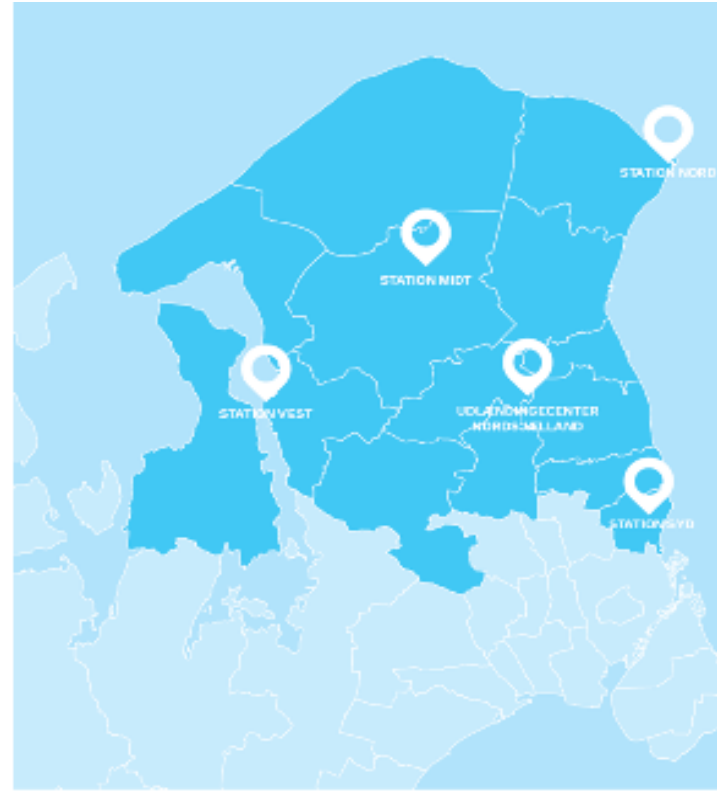 STATION NORD
STATION MIDT
STATION VEST
UDLÆNDINGECENTER
NORDSJÆLLAND
STATION SYD